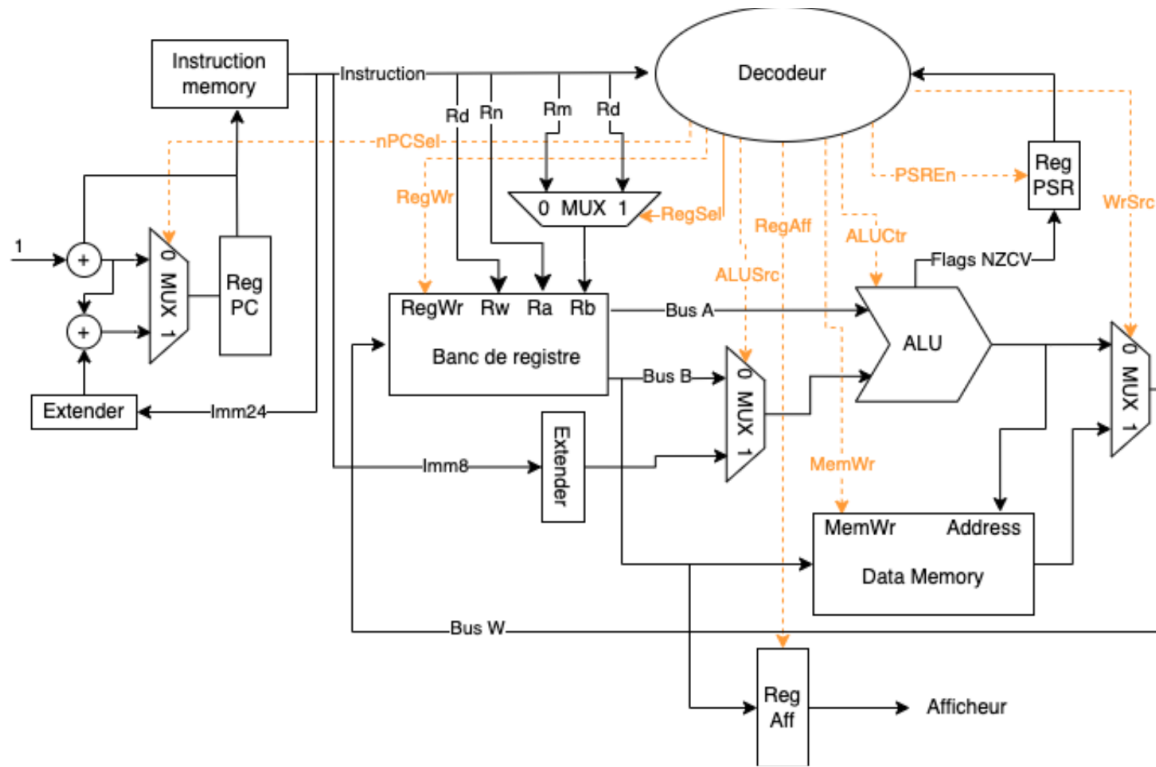 Instruction
memory
Instruction
Decodeur
Rd
Rn
Rm
Rd
nPCSel
RegWr
0 MUX 1
RegSel
RegAff
ALUSrc
ALUCtr
PSREn
Reg
PSR
WrSrc
1
+
+
0 MUX 1
Reg
PC
Extender
Imm24
RegWr Rw Ra Rb
Banc de registre
Bus A
Bus B
Flags NZCV
ALU
0 MUX 1
0 MUX 1
Imm8
Extender
MemWr
MemWr Address
Data Memory
Bus W
Reg
Aff
Afficheur